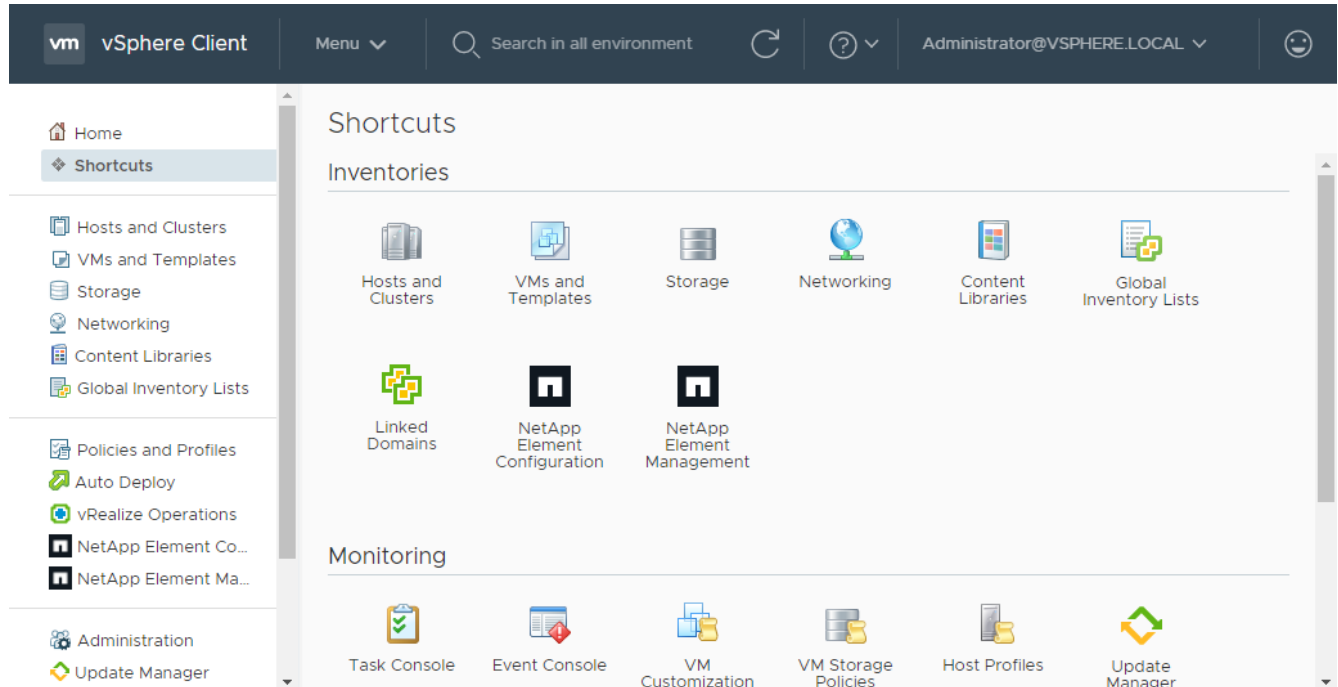 vm vSphere Client Menu Search in all environment Administrator@VSPHERE.LOCAL
Home
Shortcuts
Hosts and Clusters
VMs and Templates
Storage
Networking
Content Libraries
Global Inventory Lists
Policies and Profiles
Auto Deploy
vRealize Operations
NetApp Element Co...
NetApp Element Ma...
Administration
Update Manager
Shortcuts
Inventories
Hosts and
Clusters
VMs and
Templates
Storage
Networking
Content
Libraries
Global
Inventory Lists
Linked
Domains
NetApp
Element
Configuration
NetApp
Element
Management
Monitoring
Task Console
Event Console
VM
Customization
VM Storage
Policies
Host Profiles
Update
Manager